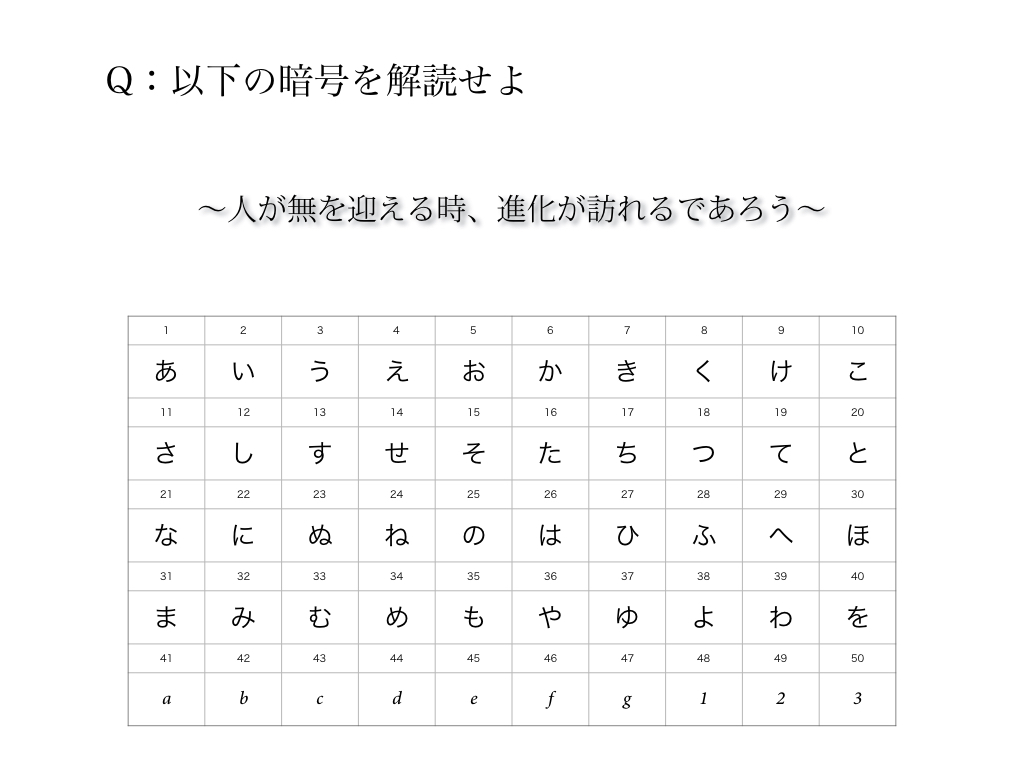 Q：以下の暗号を解読せよ
〜人が無を迎える時、進化が訪れるであろう〜
1 2 3 4 5 6 7 8 9 10
あ い う え お か き く け こ
11 12 13 14 15 16 17 18 19 20
さ し す せ そ た ち つ て と
21 22 23 24 25 26 27 28 29 30
な に ぬ ね の は ひ ふ へ ほ
31 32 33 34 35 36 37 38 39 40
ま み む め も や ゆ よ わ を
41 42 43 44 45 46 47 48 49 50
a b c d e f g 1 2 3